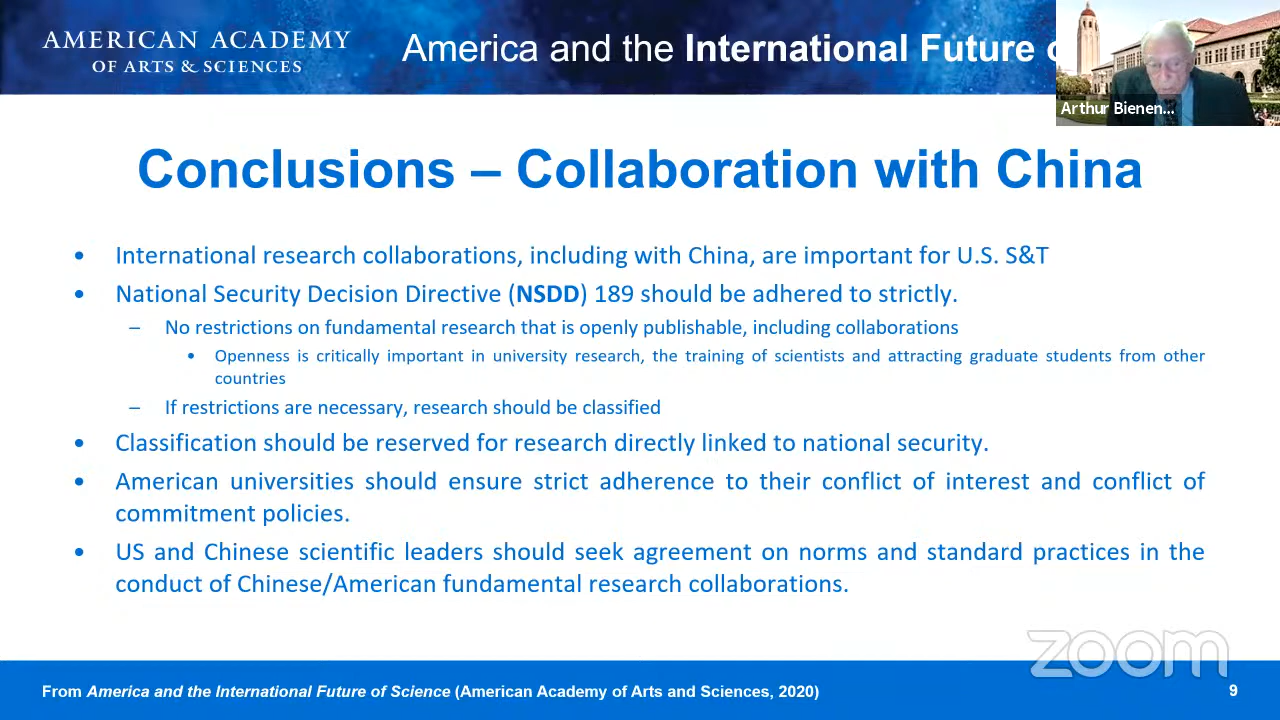 AMERICAN ACADEMY
OF ARTS & SCIENCES
America and the International Future
Arthur Bienen...
Conclusions – Collaboration with China
• International research collaborations, including with China, are important for U.S. S&T
• National Security Decision Directive (NSDD) 189 should be adhered to strictly.
– No restrictions on fundamental research that is openly publishable, including collaborations
• Openness is critically important in university research, the training of scientists and attracting graduate students from other
countries
– If restrictions are necessary, research should be classified
• Classification should be reserved for research directly linked to national security.
• American universities should ensure strict adherence to their conflict of interest and conflict of
commitment policies.
• US and Chinese scientific leaders should seek agreement on norms and standard practices in the
conduct of Chinese/American fundamental research collaborations.
zoom
From America and the International Future of Science (American Academy of Arts and Sciences, 2020)
9